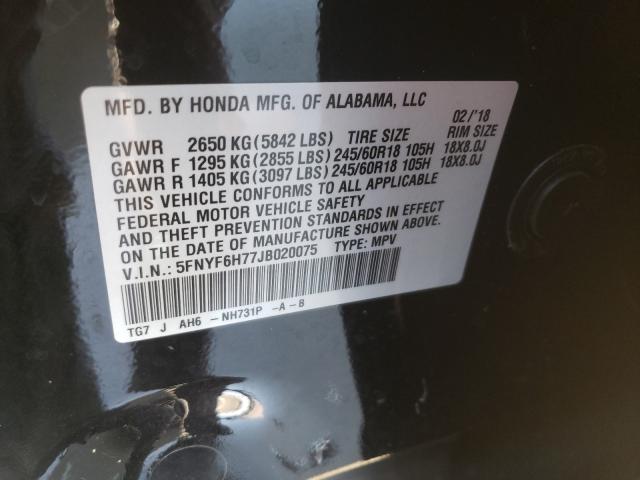 MFD. BY HONDA MFG. OF ALABAMA, LLC 02/'18
GVWR 2650 KG (5842 LBS) TIRE SIZE RIM SIZE
GAWR F 1295 KG (2855 LBS) 245/60R18 105H 18X8.0J
GAWR R 1405 KG (3097 LBS) 245/60R18 105H 18X8.0J
THIS VEHICLE CONFORMS TO ALL APPLICABLE
FEDERAL MOTOR VEHICLE SAFETY
AND THEFT PREVENTION STANDARDS IN EFFECT
ON THE DATE OF MANUFACTURE SHOWN ABOVE.
V.I.N.: 5FNYF6H77JB020075 TYPE: MPV
TG7 J AH6 -NH731P -A-8